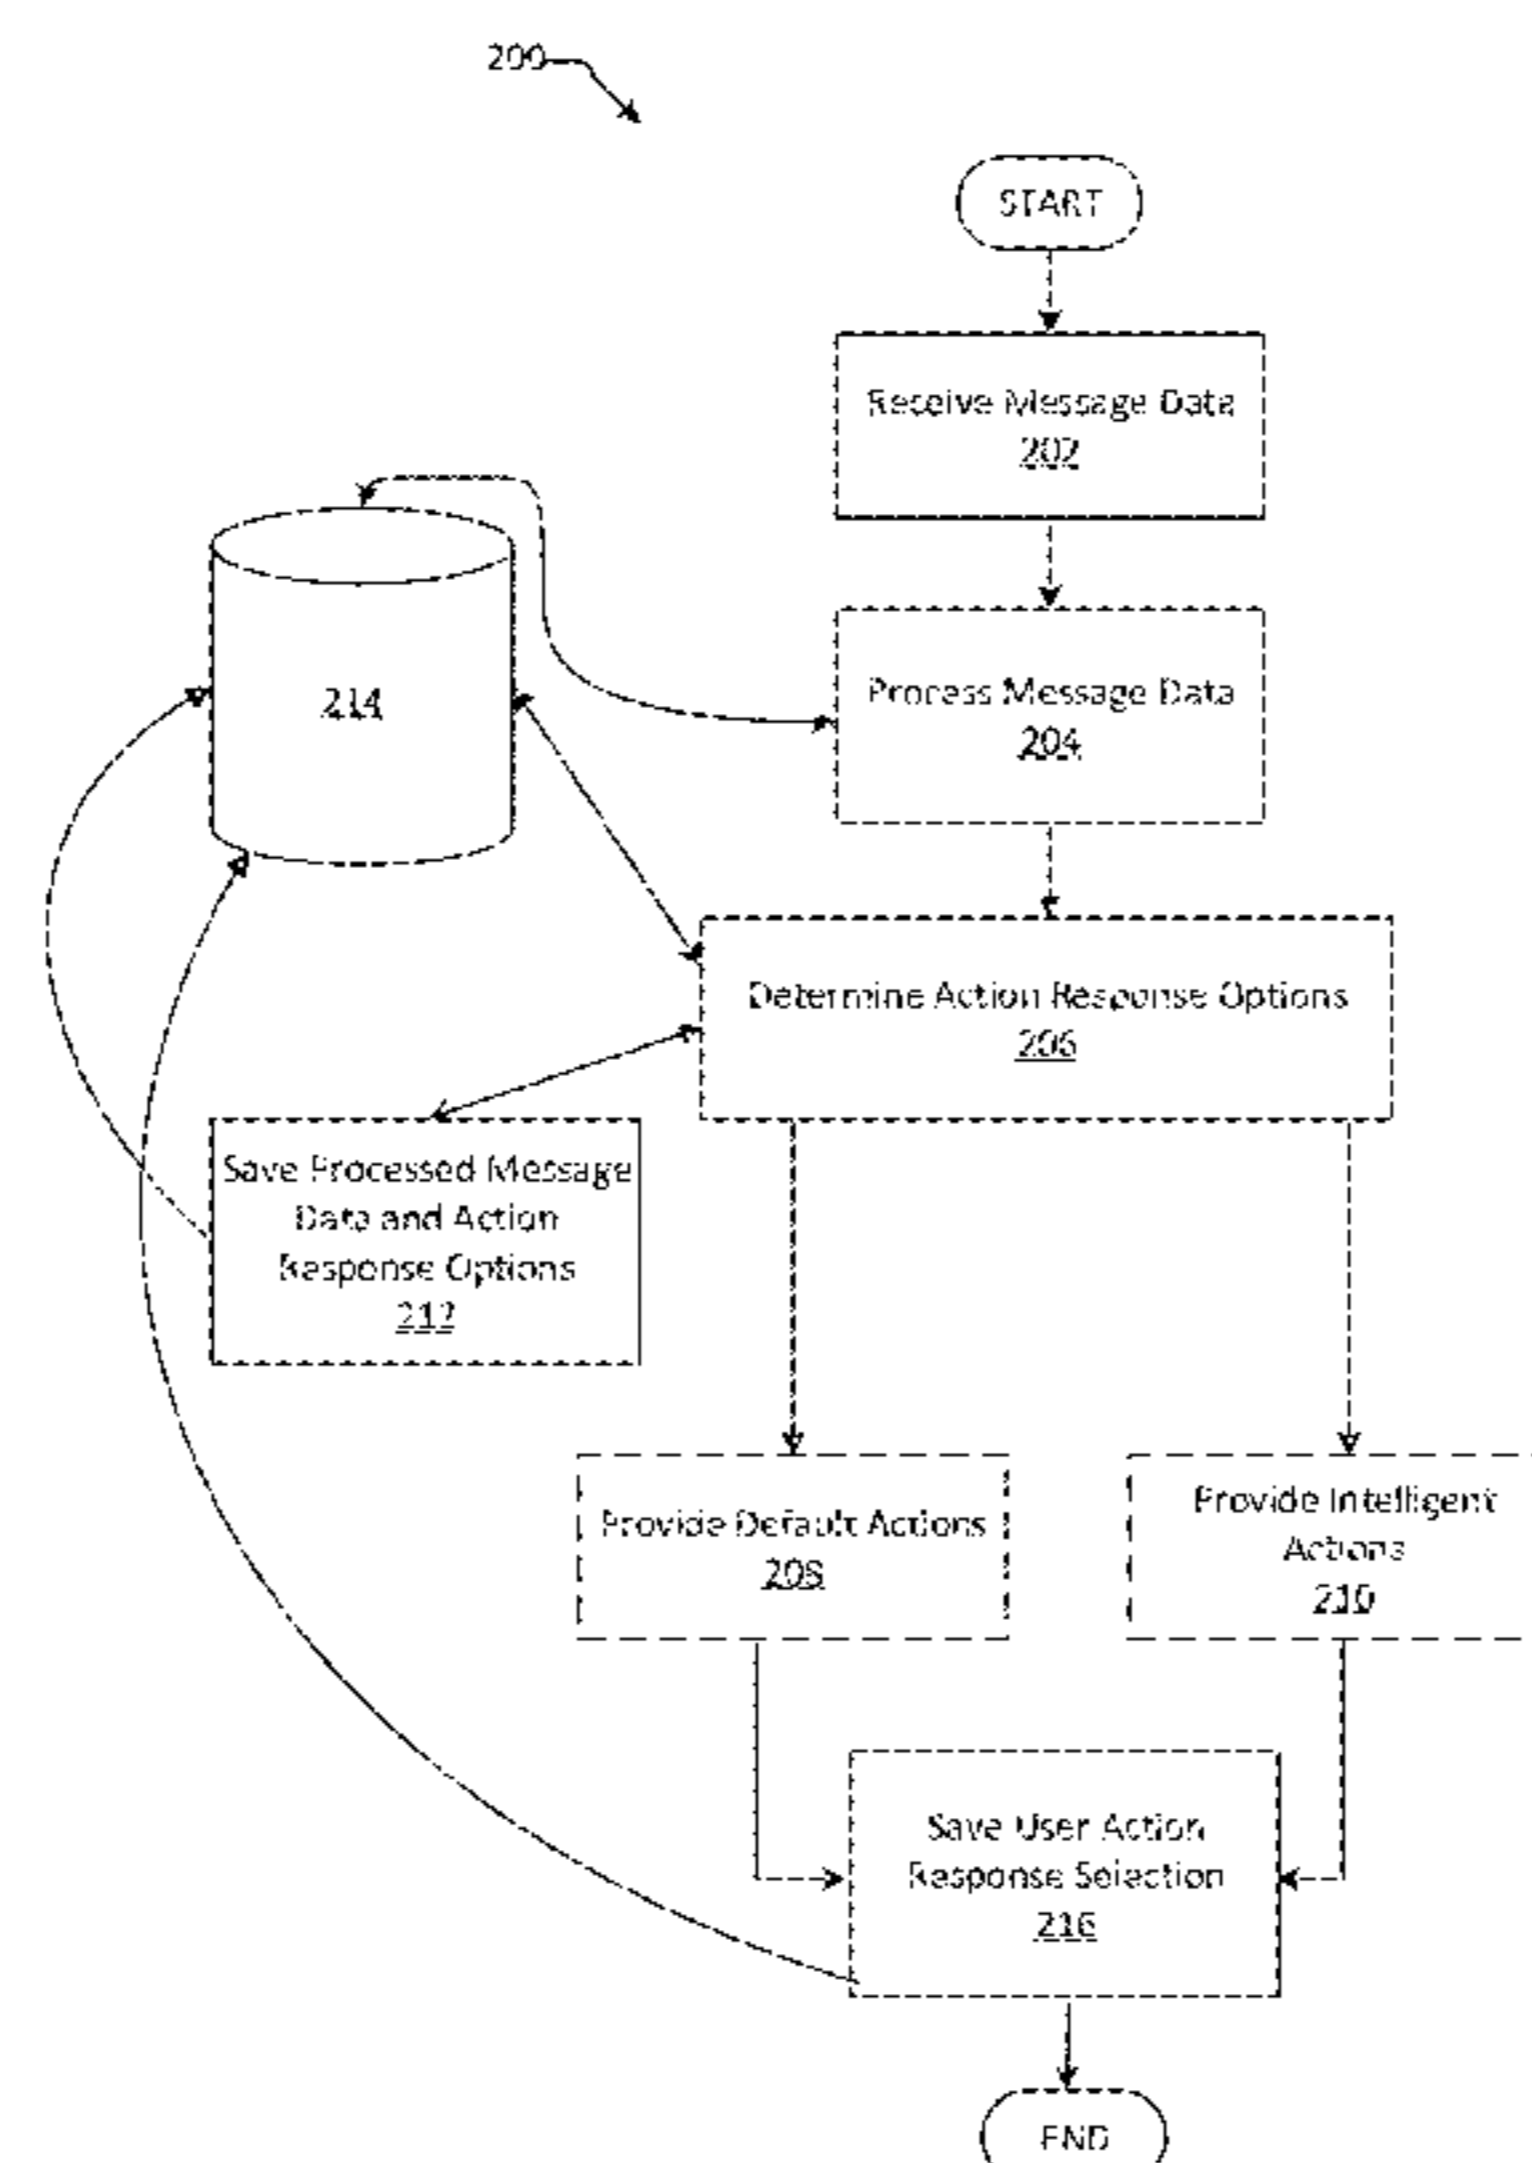 200
START
Receive Message Data
202
214
Process Message Data
204
Determine Action Response Options
206
Save Processed Message
Data and Action
Response Options
212
Provide Default Actions
208
Provide Intelligent
Actions
210
Save User Action
Response Selection
216
END